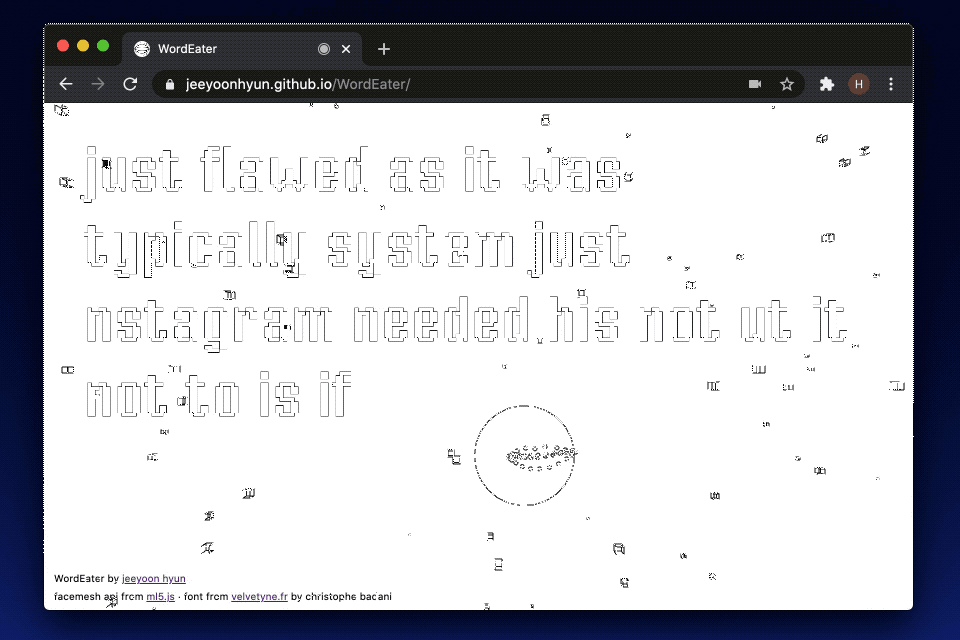 WordEater
jeeyoonhyun.github.io/WordEater/
H
just flawed as it was
typically system just
nstagram needed his not ut it
not to is if
WordEater by jeeyoon hyun
facemesh api from ml5.js · font from velvetyne.fr by christophe badani